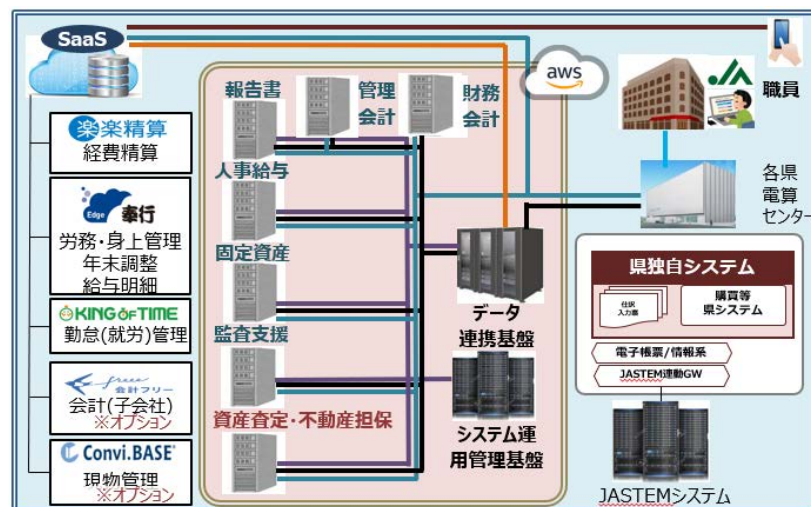 SaaS
楽楽精算
経費精算
Edge 奉行
労務・身上管理
年末調整
給与明細
KING OF TIME
勤怠(就労)管理
freee
会計フリー
会計(子会社)
※オプション
Convi.BASE
現物管理
※オプション
aws
報告書
管理
会計
財務
会計
人事給与
固定資産
監査支援
資産査定・不動産担保
データ
連携基盤
システム運
用管理基盤
職員
JA
各県
電算
センター
県独自システム
仕訳
入力票
購買等
県システム
電子帳票/情報系
JASTEM連動GW
JASTEMシステム